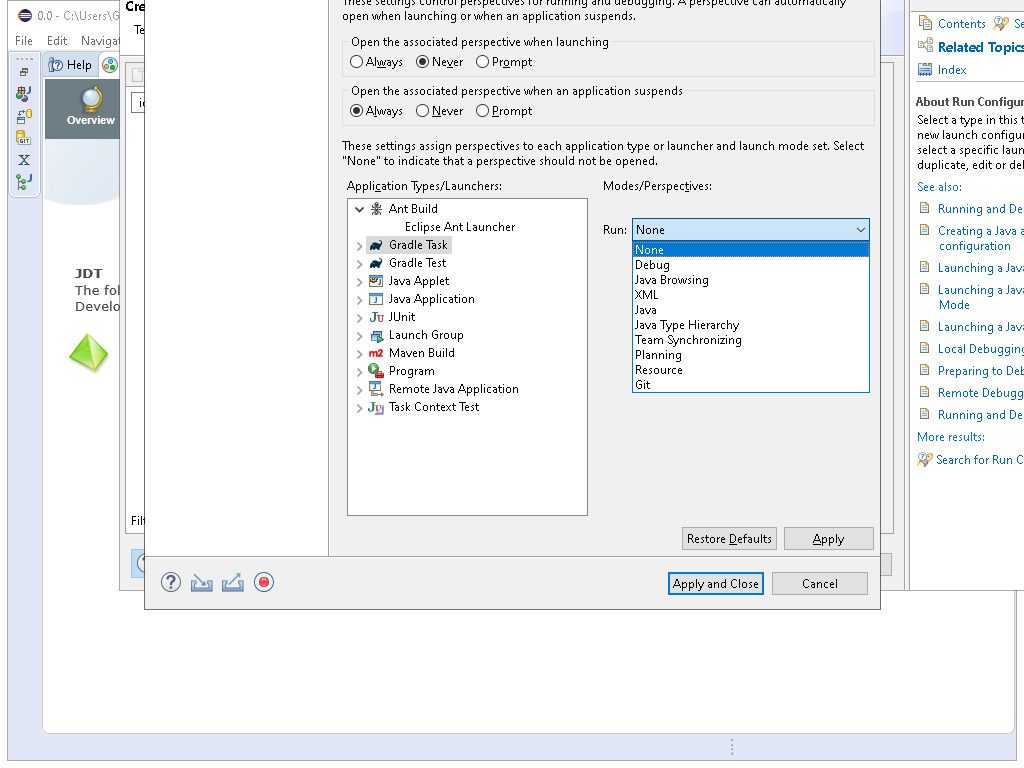 0.0 - C:\Users\G
File Edit Navigat
Help
Overview
JDT
The fol
Develo
Cre
Te
Filt
These settings control perspectives for running and debugging. A perspective can automatically
open when launching or when an application suspends.
Open the associated perspective when launching
Always Never Prompt
Open the associated perspective when an application suspends
Always Never Prompt
These settings assign perspectives to each application type or launcher and launch mode set. Select
"None" to indicate that a perspective should not be opened.
Application Types/Launchers:
Ant Build
Eclipse Ant Launcher
Gradle Task
Gradle Test
Java Applet
Java Application
JUnit
Launch Group
m2 Maven Build
Program
Remote Java Application
Task Context Test
Modes/Perspectives:
Run: None
None
Debug
Java Browsing
XML
Java
Java Type Hierarchy
Team Synchronizing
Planning
Resource
Git
Restore Defaults Apply
Apply and Close Cancel
Contents Se
Related Topics
Index
About Run Configur
Select a type in this t
new launch configur
select a specific laun
duplicate, edit or del
See also:
Running and De
Creating a Java a
configuration
Launching a Java
Launching a Java
Mode
Launching a Java
Local Debugging
Preparing to Deb
Remote Debugg
Running and De
More results:
Search for Run C